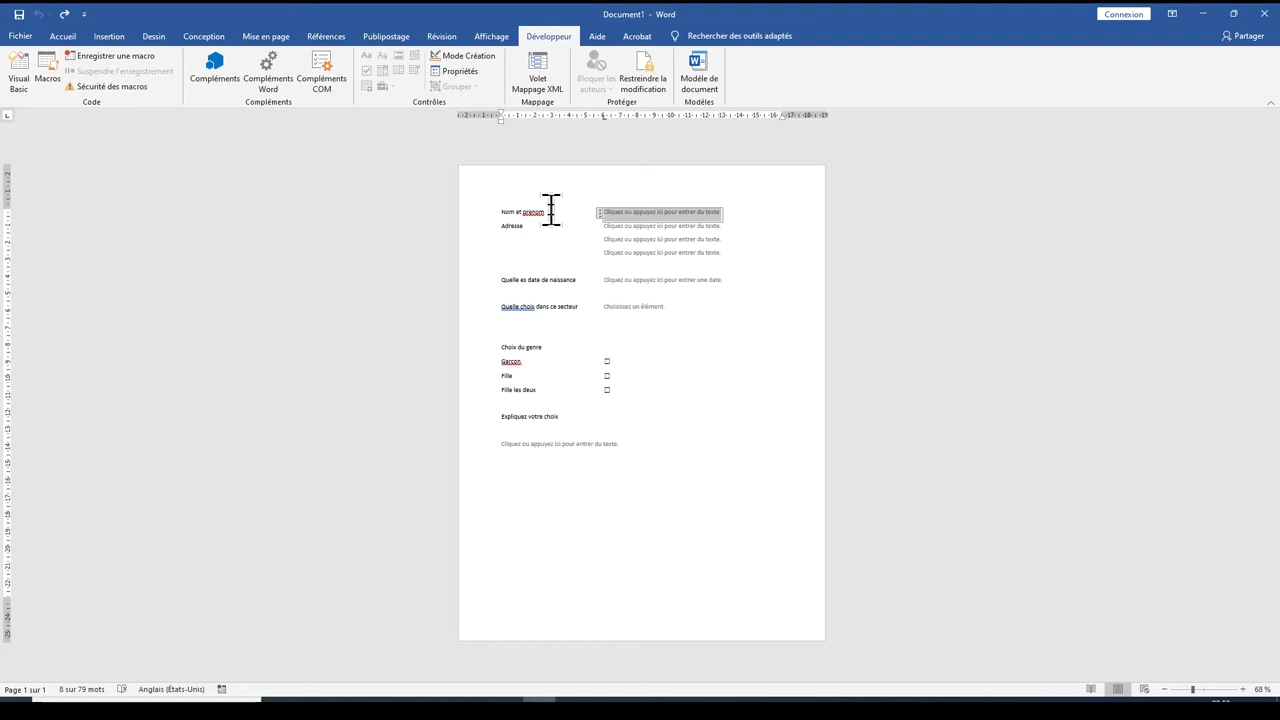 Document1 - Word
Connexion
Fichier Accueil Insertion Dessin Conception Mise en page Références Publipostage Révision Affichage Développeur Aide Acrobat Rechercher des outils adaptés Partager
Visual Basic
Macros
Enregistrer une macro
Suspendre l'enregistrement
Sécurité des macros
Code
Compléments
Compléments Word
Compléments COM
Compléments
Mode Création
Propriétés
Grouper
Contrôles
Volet Mappage XML
Mappage
Bloquer les auteurs
Restreindre la modification
Protéger
Modèle de document
Modèles
Nom et prenom Cliquez ou appuyez ici pour entrer du texte.
Adresse Cliquez ou appuyez ici pour entrer du texte.
Cliquez ou appuyez ici pour entrer du texte.
Cliquez ou appuyez ici pour entrer du texte.
Quelle es date de naissance Cliquez ou appuyez ici pour entrer une date.
Quelle choix dans ce secteur Choisissez un élément.
Choix du genre
Garcon
Fille
Fille les deux
Expliquez votre choix
Cliquez ou appuyez ici pour entrer du texte.
Page 1 sur 1 8 sur 79 mots Anglais (États-Unis) 68 %